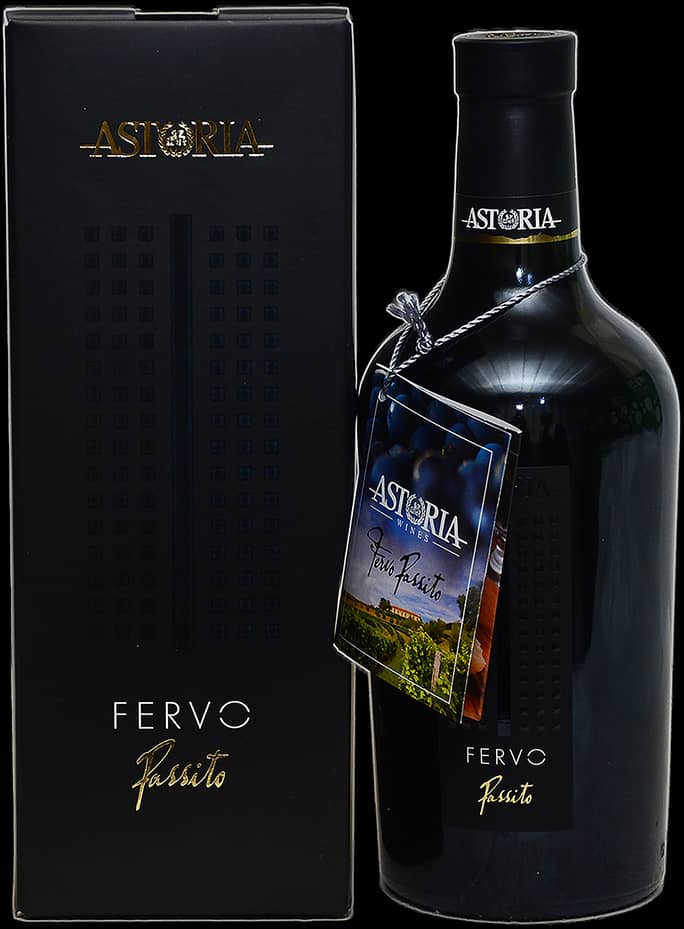 ASTORIA
FERVO
Passito
ASTORIA
ASTORIA
WINES
Fervo Passito
FERVO
Passito